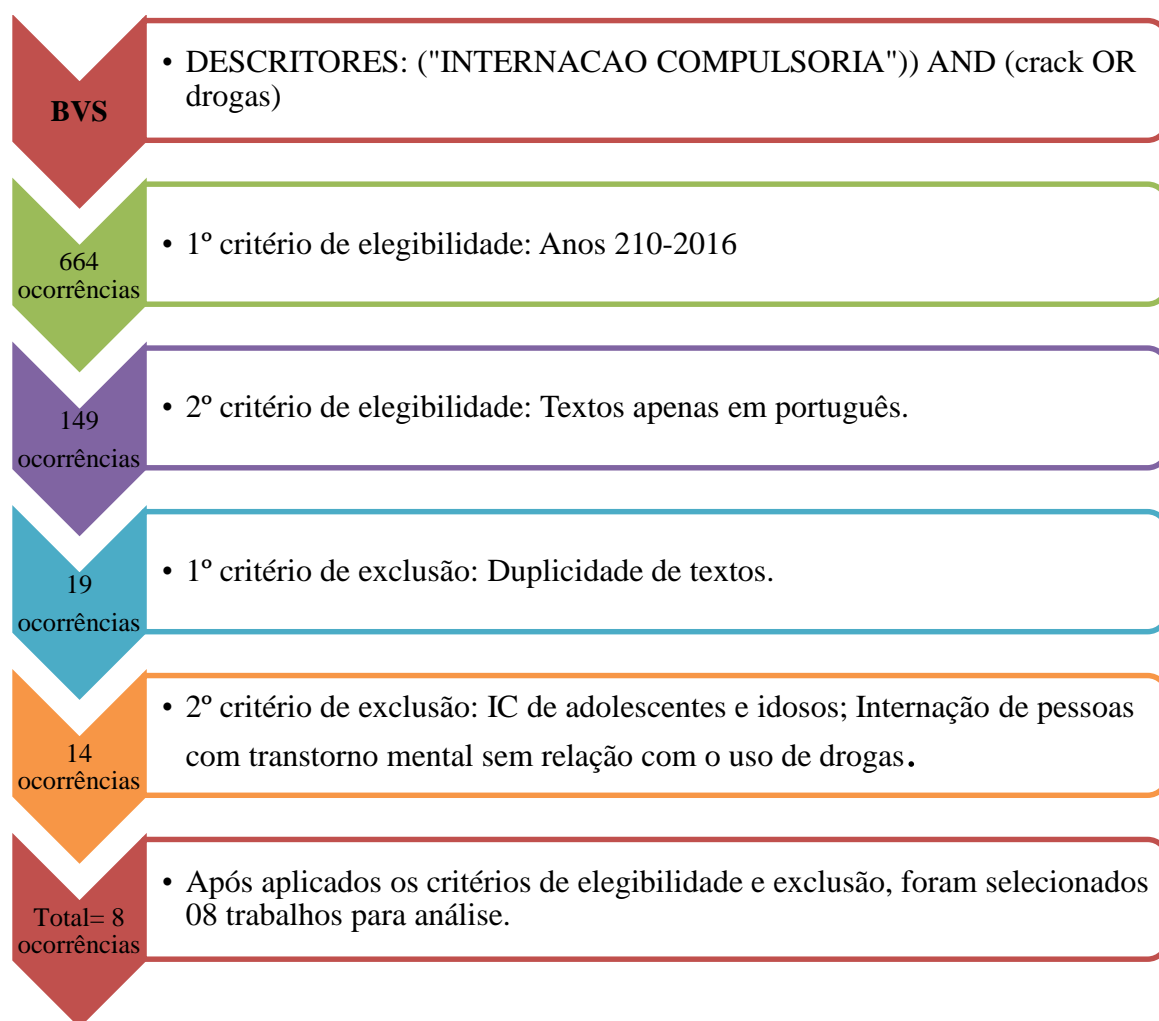 BVS
• DESCRITORES: ("INTERNACAO COMPULSORIA")) AND (crack OR
drogas)
664
ocorrências
• 1º critério de elegibilidade: Anos 210-2016
149
ocorrências
• 2º critério de elegibilidade: Textos apenas em português.
19
ocorrências
• 1º critério de exclusão: Duplicidade de textos.
14
ocorrências
• 2º critério de exclusão: IC de adolescentes e idosos; Internação de pessoas
com transtorno mental sem relação com o uso de drogas.
Total= 8
ocorrências
• Após aplicados os critérios de elegibilidade e exclusão, foram selecionados
08 trabalhos para análise.